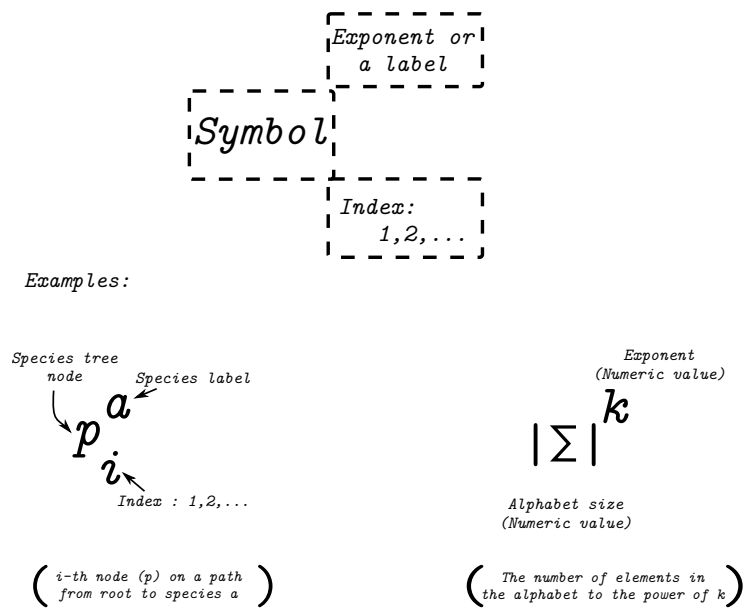 Exponent or
a label
Symbol
Index:
1,2,...
Examples:
Species tree
node
Species label
a
p
i
Index : 1,2,...
Exponent
(Numeric value)
k
|Σ|
Alphabet size
(Numeric value)
( i-th node (p) on a path
from root to species a )
( The number of elements in
the alphabet to the power of k )